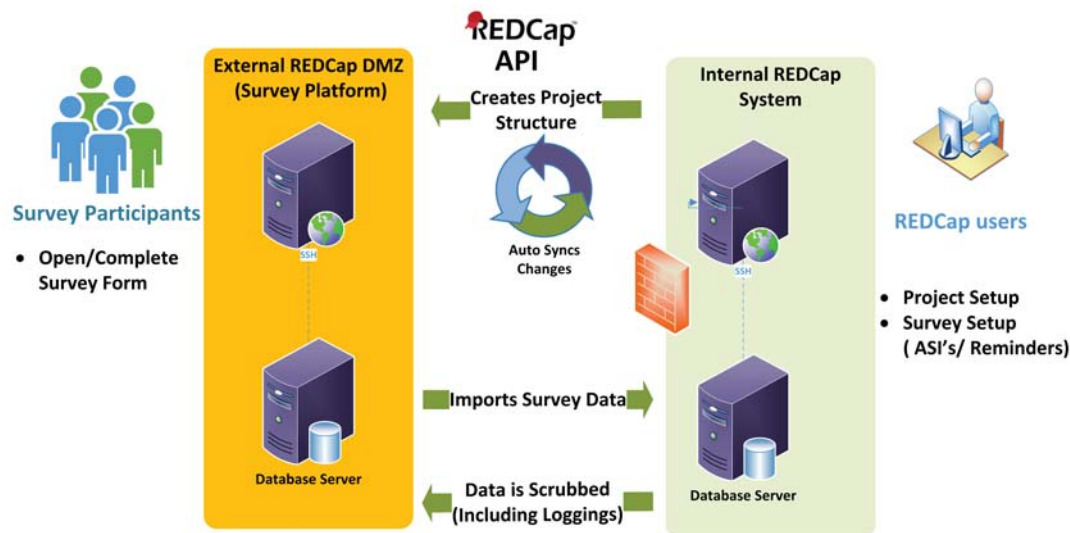 REDCap
API
External REDCap DMZ
(Survey Platform)
Creates Project
Structure
Internal REDCap
System
Survey Participants
• Open/Complete
Survey Form
SSH
Auto Syncs
Changes
SSH
REDCap users
• Project Setup
• Survey Setup
( ASI's/ Reminders)
Imports Survey Data
Database Server
Data is Scrubbed
(Including Loggings)
Database Server